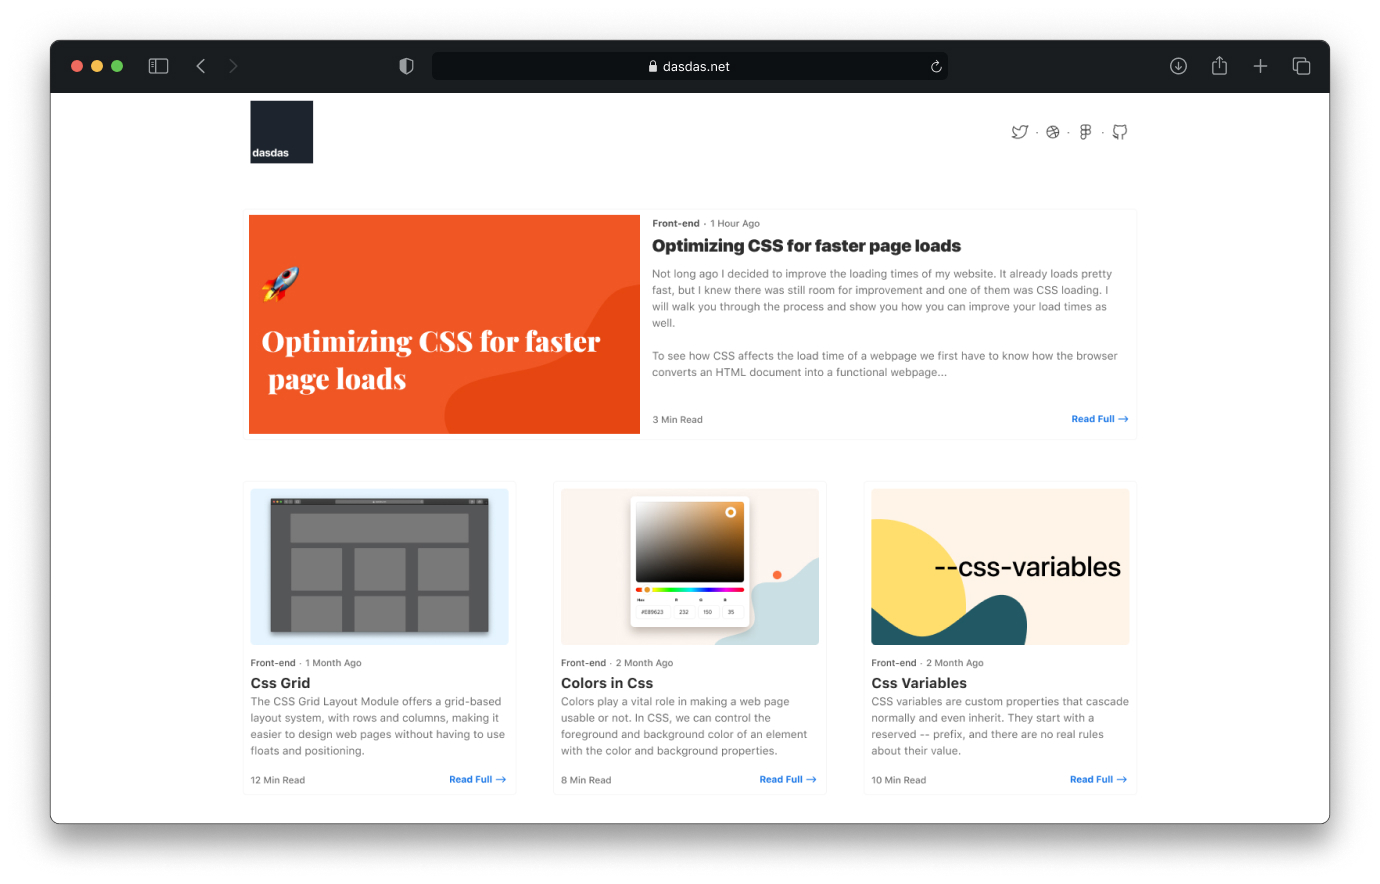 dasdas.net
dasdas
Front-end · 1 Hour Ago
Optimizing CSS for faster page loads
Not long ago I decided to improve the loading times of my website. It already loads pretty
fast, but I knew there was still room for improvement and one of them was CSS loading. I
will walk you through the process and show you how you can improve your load times as
well.
To see how CSS affects the load time of a webpage we first have to know how the browser
converts an HTML document into a functional webpage...
3 Min Read
Read Full →
Optimizing CSS for faster
page loads
Front-end · 1 Month Ago
Css Grid
The CSS Grid Layout Module offers a grid-based
layout system, with rows and columns, making it
easier to design web pages without having to use
floats and positioning.
12 Min Read
Read Full →
Hex R G B
#E89623 232 150 35
Front-end · 2 Month Ago
Colors in Css
Colors play a vital role in making a web page
usable or not. In CSS, we can control the
foreground and background color of an element
with the color and background properties.
8 Min Read
Read Full →
--css-variables
Front-end · 2 Month Ago
Css Variables
CSS variables are custom properties that cascade
normally and even inherit. They start with a
reserved -- prefix, and there are no real rules
about their value.
10 Min Read
Read Full →